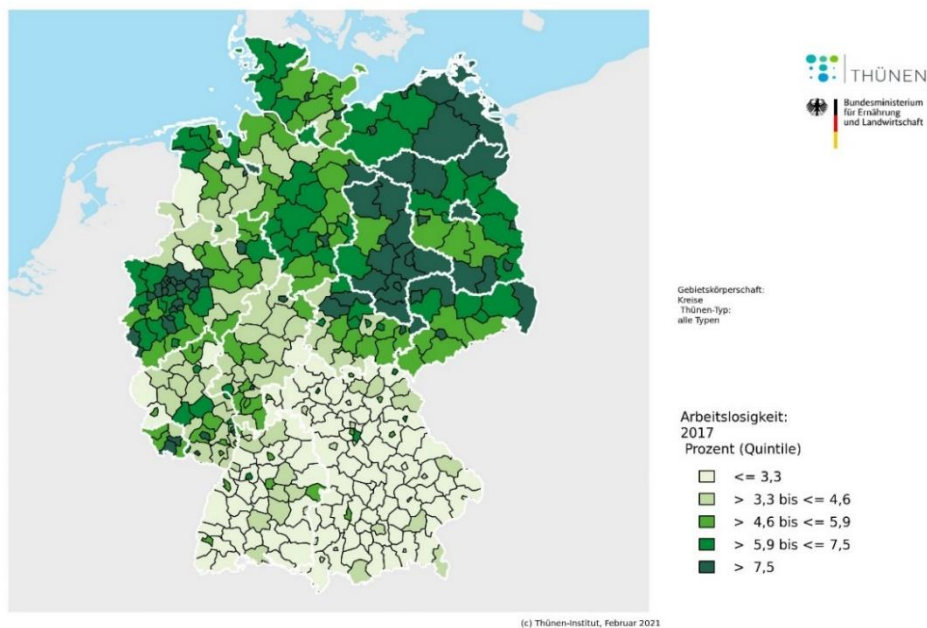 THÜNEN
Bundesministerium
für Ernährung
und Landwirtschaft
Gebietskörperschaft:
Kreise
Thünen-Typ:
alle Typen
Arbeitslosigkeit:
2017
Prozent (Quintile)
<= 3,3
> 3,3 bis <= 4,6
> 4,6 bis <= 5,9
> 5,9 bis <= 7,5
> 7,5
(c) Thünen-Institut, Februar 2021